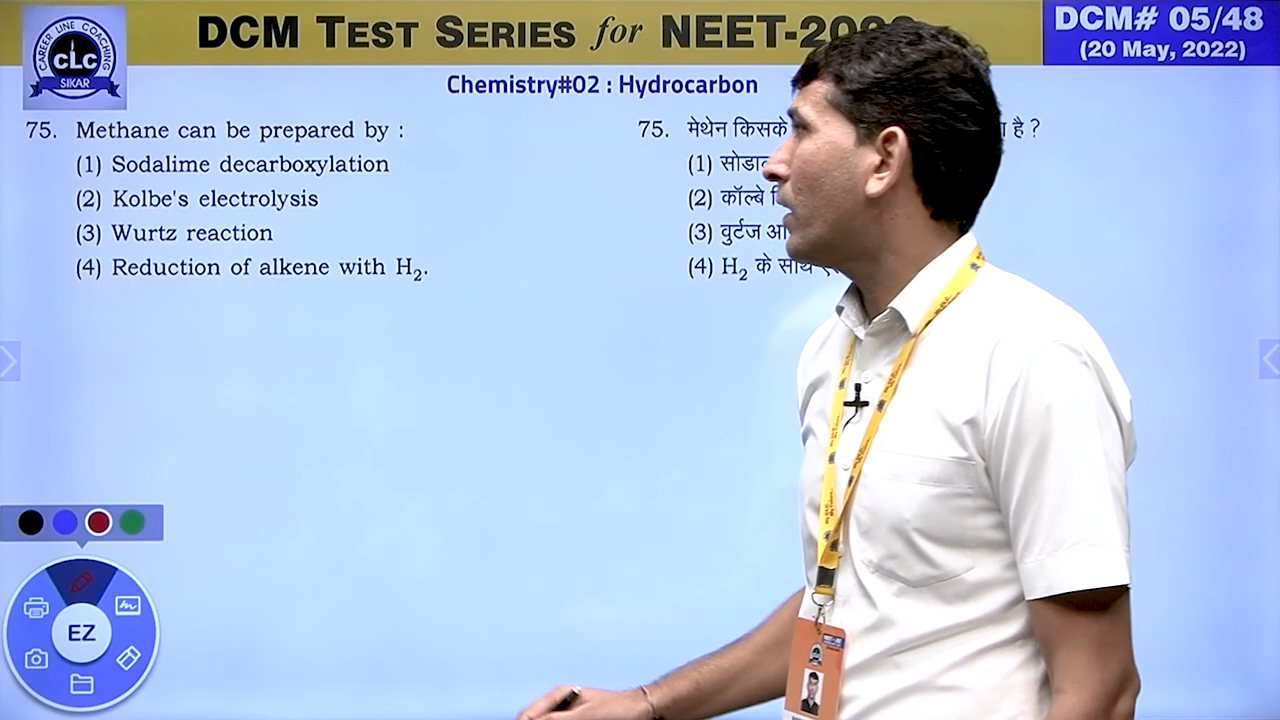 DCM TEST SERIES for NEET-20
DCM# 05/48
(20 May, 2022)
CAREER LINE COACHING
CLC
SIKAR
Chemistry#02 : Hydrocarbon
75. Methane can be prepared by :
(1) Sodalime decarboxylation
(2) Kolbe's electrolysis
(3) Wurtz reaction
(4) Reduction of alkene with H₂.
75. मेथेन किसके है ?
(1)
(2) कॉल्बे
(3) वुर्टज
(4) H₂ के साथ
EZ